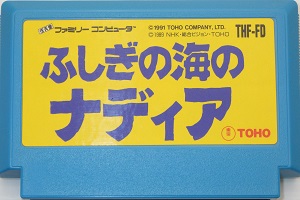 ファミリーコンピュータ
©1991 TOHO COMPANY, LTD.
©1991 NHK・総合ビジョン・TOHO
THF-FD
ふしぎの海の
ナディア
TOHO